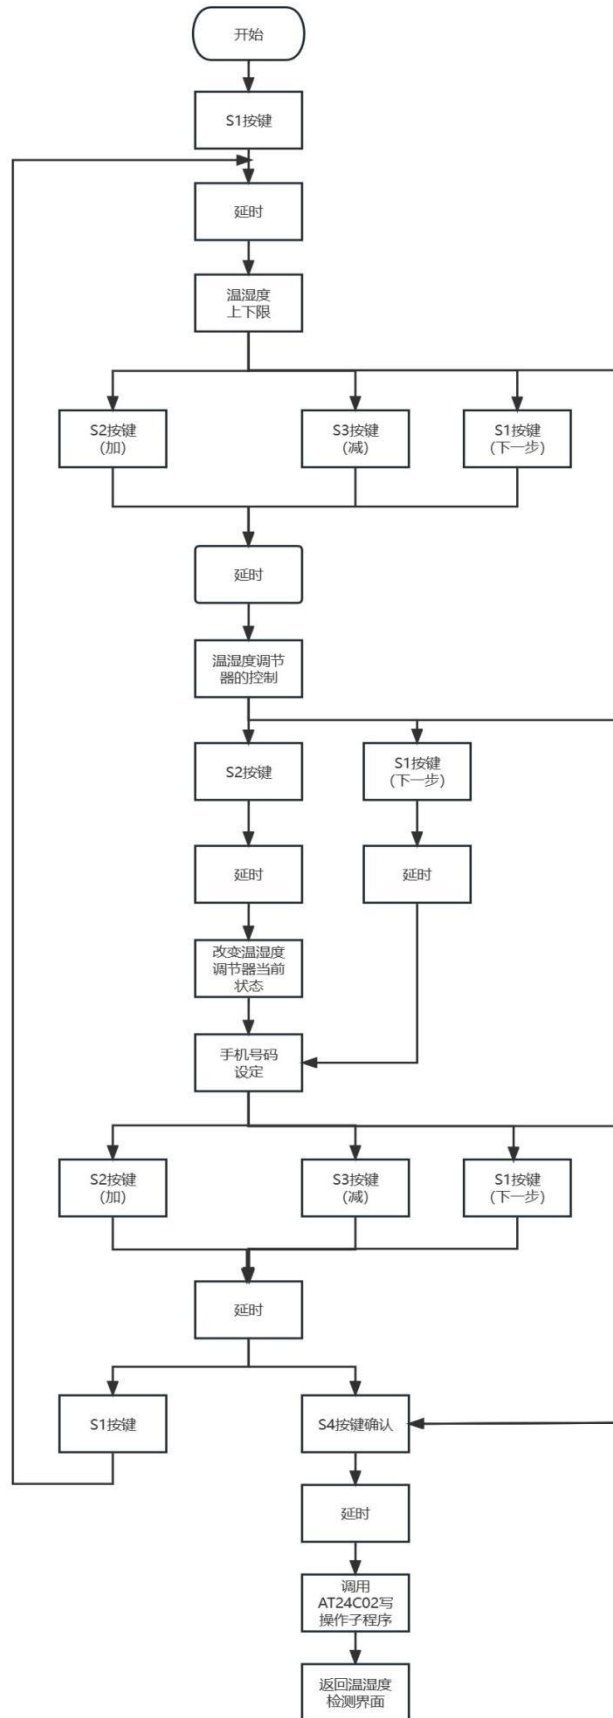 开始
S1按键
延时
温湿度
上下限
S2按键
(加)
S3按键
(减)
S1按键
(下一步)
延时
温湿度调节
器的控制
S2按键
S1按键
(下一步)
延时
延时
改变温湿度
调节器当前
状态
手机号码
设定
S2按键
(加)
S3按键
(减)
S1按键
(下一步)
延时
S1按键
S4按键确认
延时
调用
AT24C02写
操作子程序
返回温湿度
检测界面